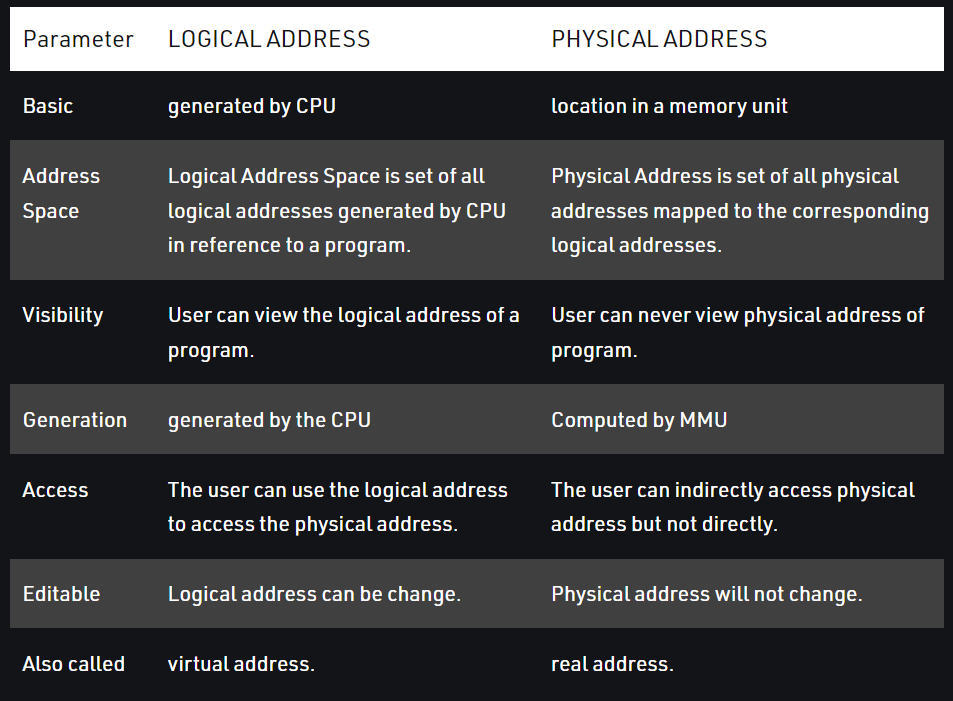 Parameter LOGICAL ADDRESS PHYSICAL ADDRESS
Basic generated by CPU location in a memory unit
Address Logical Address Space is set of all Physical Address is set of all physical
Space logical addresses generated by CPU addresses mapped to the corresponding
in reference to a program. logical addresses.
Visibility User can view the logical address of a User can never view physical address of
program. program.
Generation generated by the CPU Computed by MMU
Access The user can use the logical address The user can indirectly access physical
to access the physical address. address but not directly.
Editable Logical address can be change. Physical address will not change.
Also called virtual address. real address.